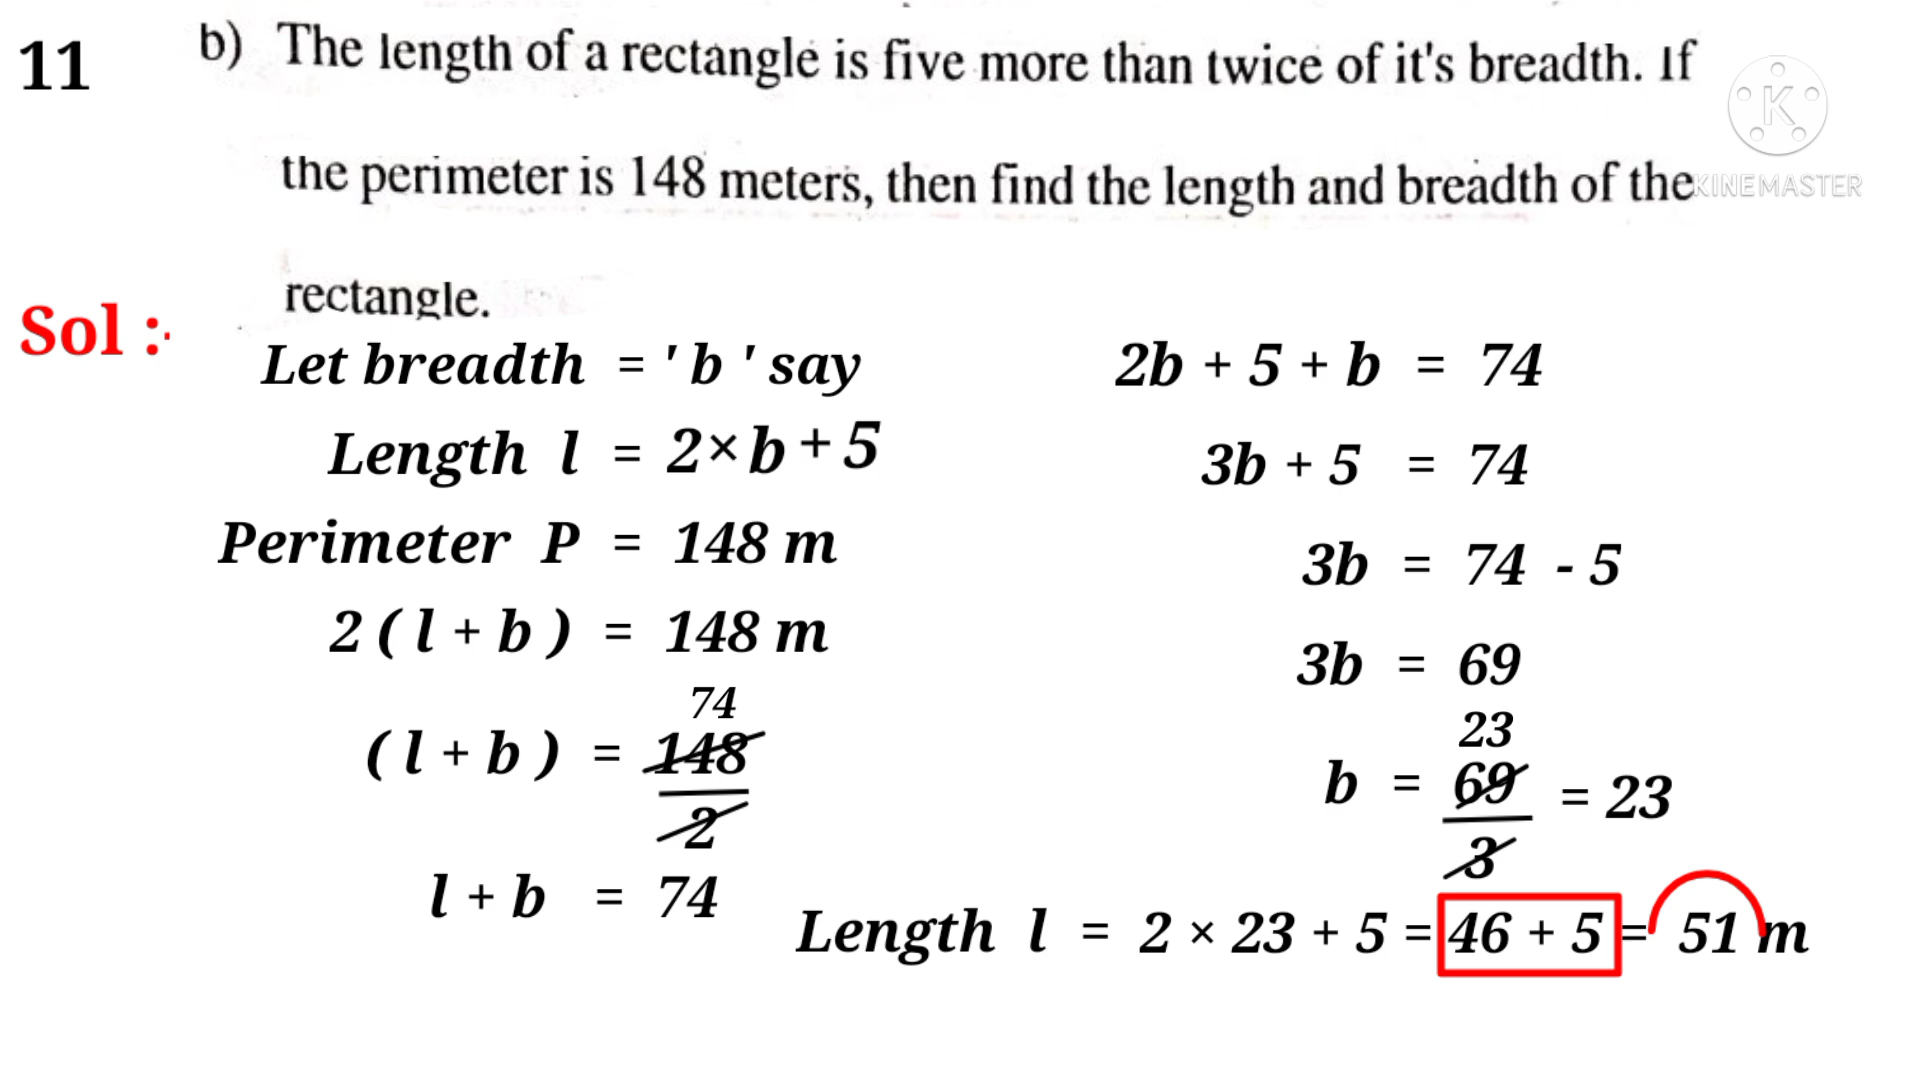 11
b) The length of a rectangle is five more than twice of it's breadth. If
the perimeter is 148 meters, then find the length and breadth of the
rectangle.
K
KINEMASTER
Sol :-
Let breadth = ' b ' say
Length l = 2 × b + 5
Perimeter P = 148 m
2 ( l + b ) = 148 m
74
( l + b ) = 148
2
l + b = 74
2b + 5 + b = 74
3b + 5 = 74
3b = 74 - 5
3b = 69
23
b = 69 = 23
3
Length l = 2 × 23 + 5 = 46 + 5 = 51 m